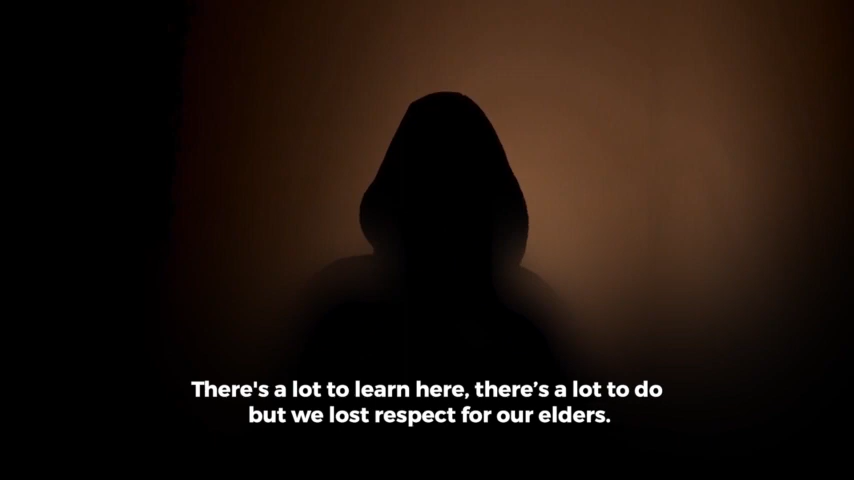 There's a lot to learn here, there’s a lot to do
but we lost respect for our elders.